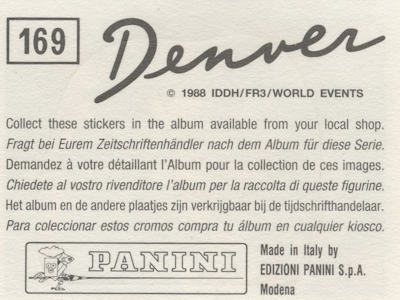 169
Denver
© 1988 IDDH/FR3/WORLD EVENTS
Collect these stickers in the album available from your local shop.
Fragt bei Eurem Zeitschriftenhändler nach dem Album für diese Serie.
Demandez à votre détaillant l'Album pour la collection de ces images.
Chiedete al vostro rivenditore l'album per la raccolta di queste figurine.
Het album en de andere plaatjes zijn verkrijgbaar bij de tijdschrifthandelaar.
Para coleccionar estos cromos compra tu álbum en cualquier kiosco.
PANINI
Made in Italy by
EDIZIONI PANINI S.p.A.
Modena